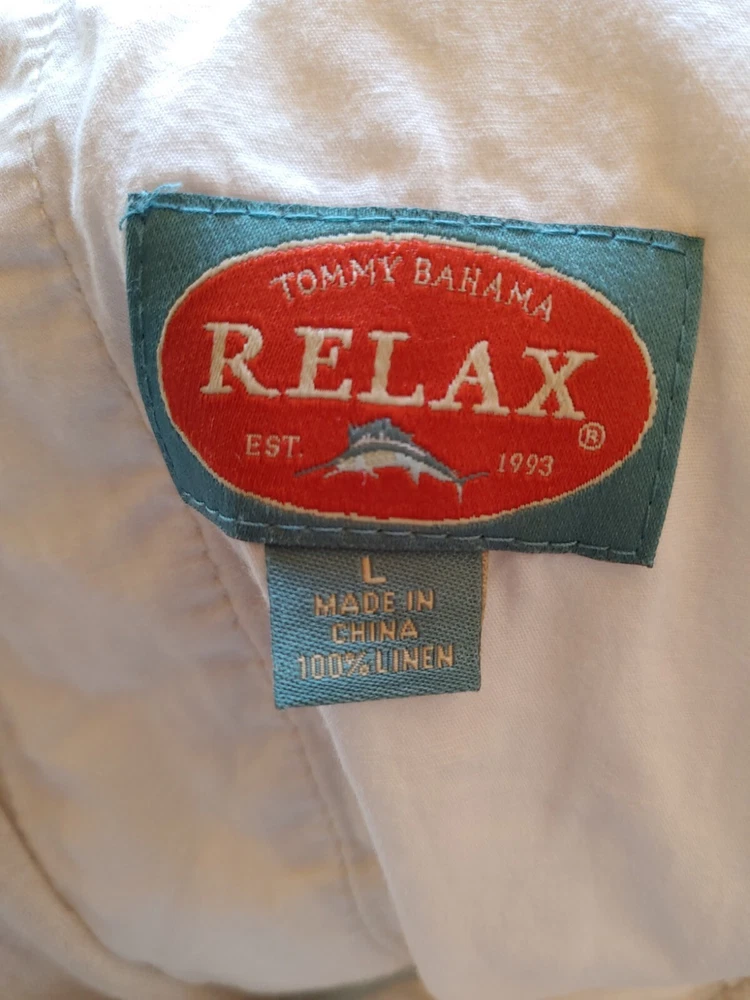 TOMMY BAHAMA
RELAX®
EST. 1993
L
MADE IN
CHINA
100% LINEN